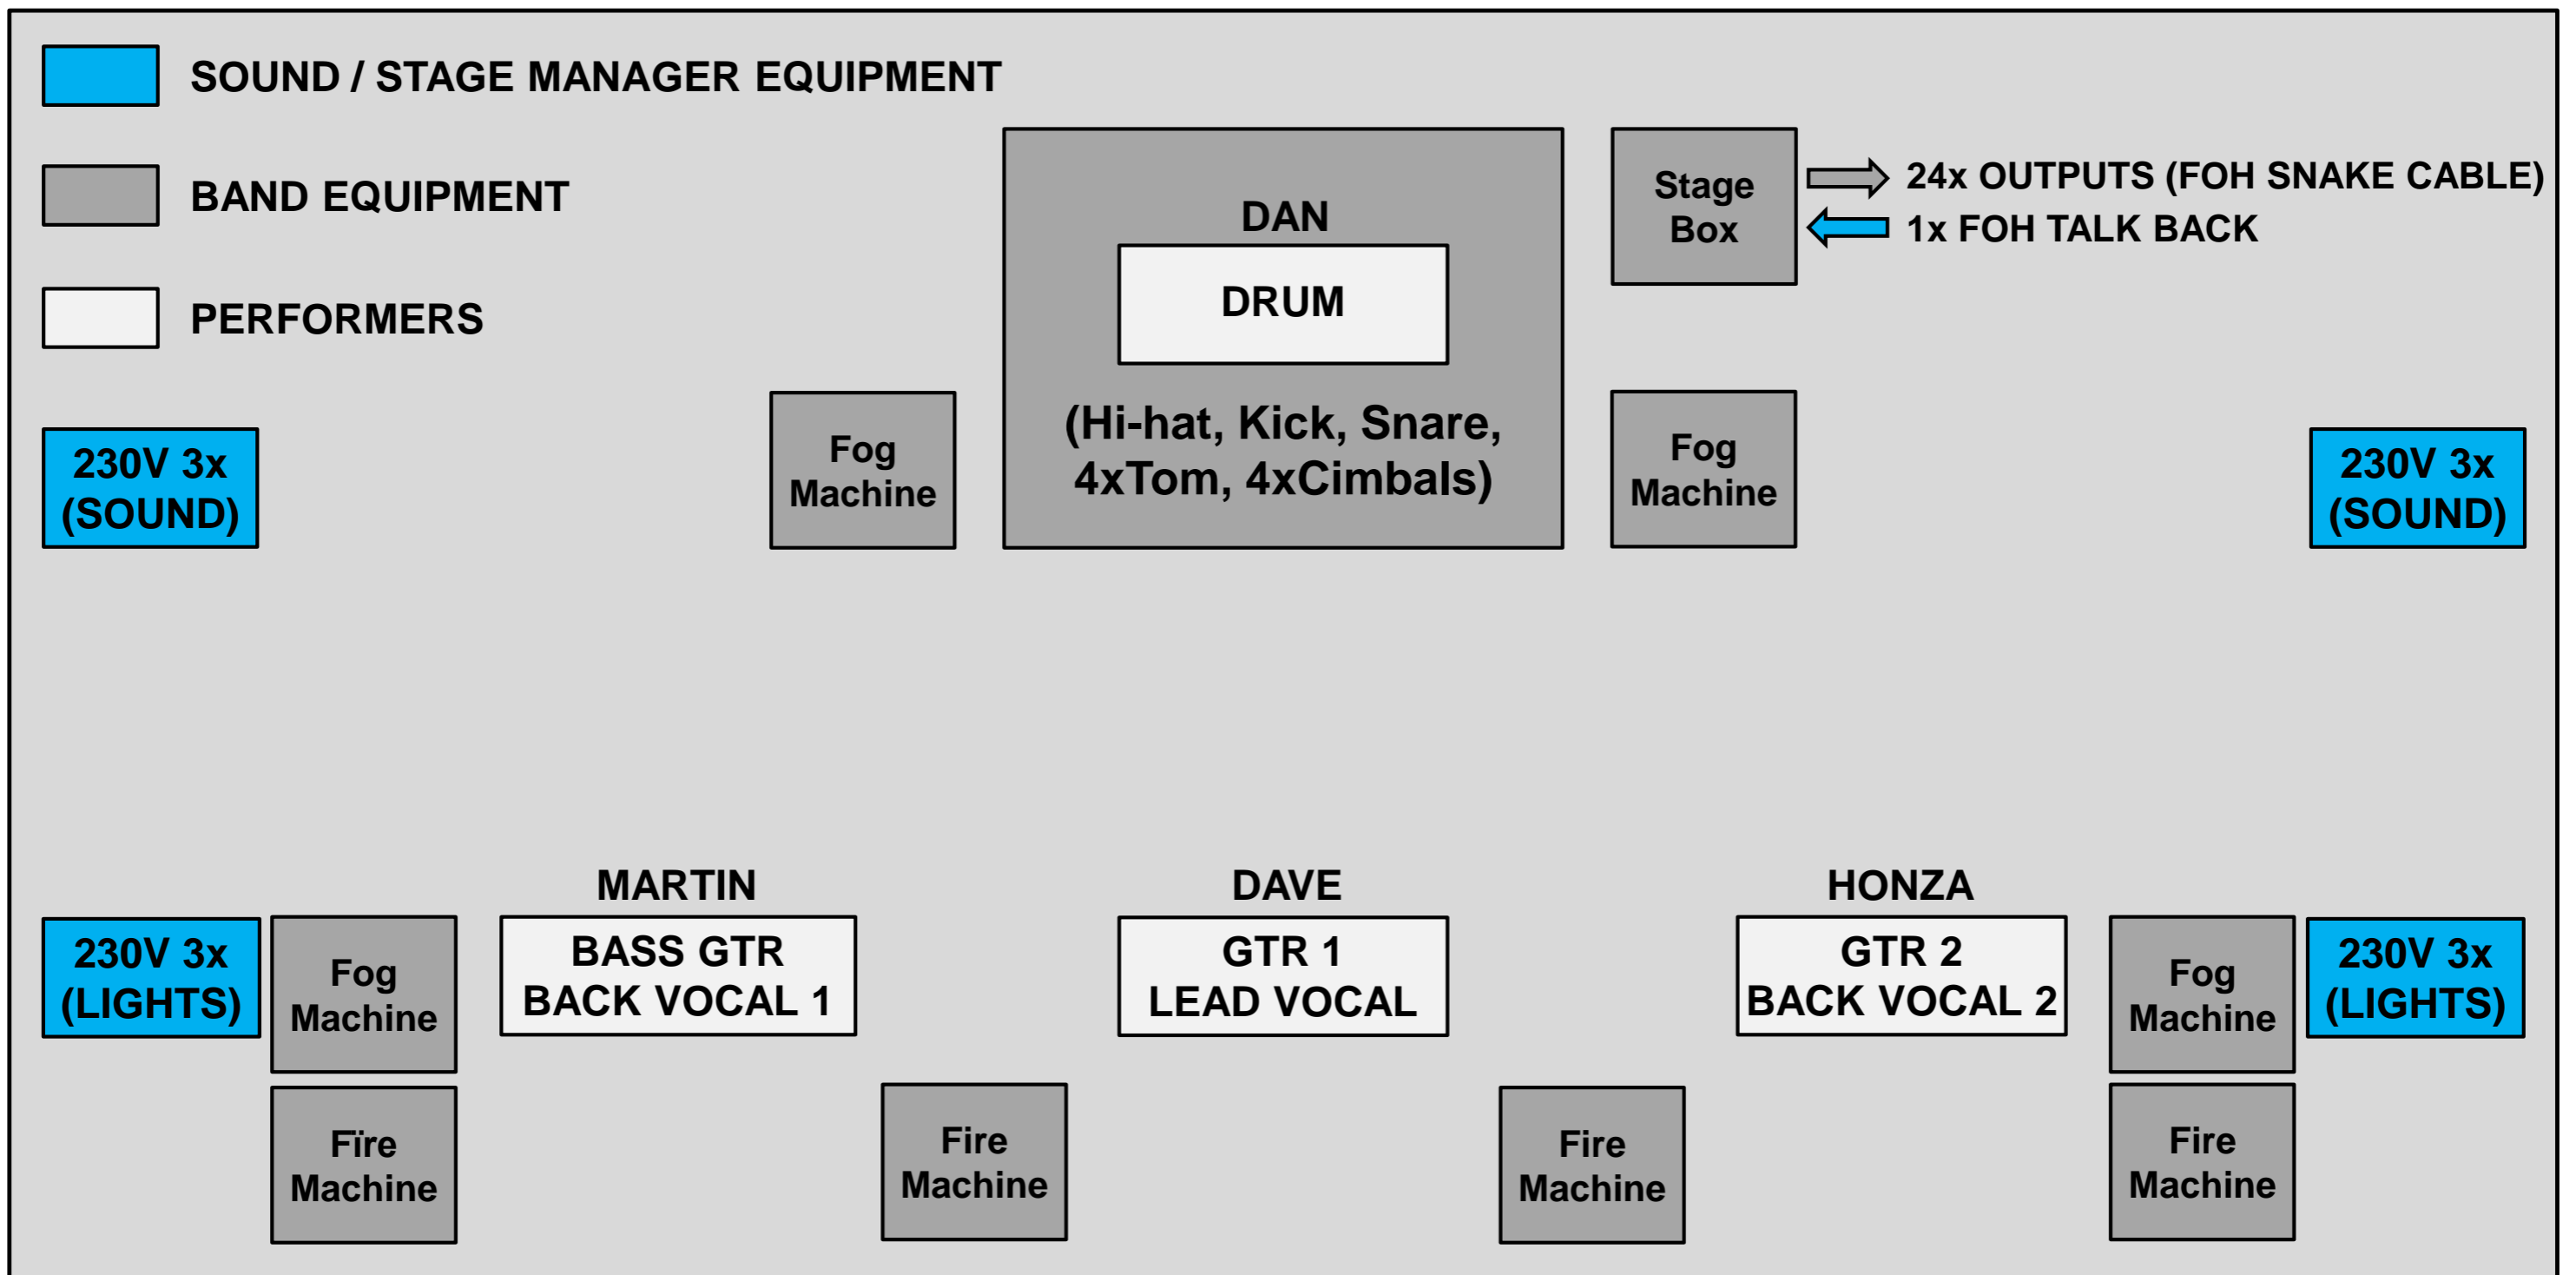 SOUND / STAGE MANAGER EQUIPMENT
BAND EQUIPMENT
PERFORMERS
DAN
DRUM
(Hi-hat, Kick, Snare,
4xTom, 4xCimbals)
Stage
Box
24x OUTPUTS (FOH SNAKE CABLE)
1x FOH TALK BACK
230V 3x
(SOUND)
Fog
Machine
Fog
Machine
230V 3x
(SOUND)
MARTIN
DAVE
HONZA
230V 3x
(LIGHTS)
Fog
Machine
BASS GTR
BACK VOCAL 1
GTR 1
LEAD VOCAL
GTR 2
BACK VOCAL 2
Fog
Machine
230V 3x
(LIGHTS)
Fire
Machine
Fire
Machine
Fire
Machine
Fire
Machine